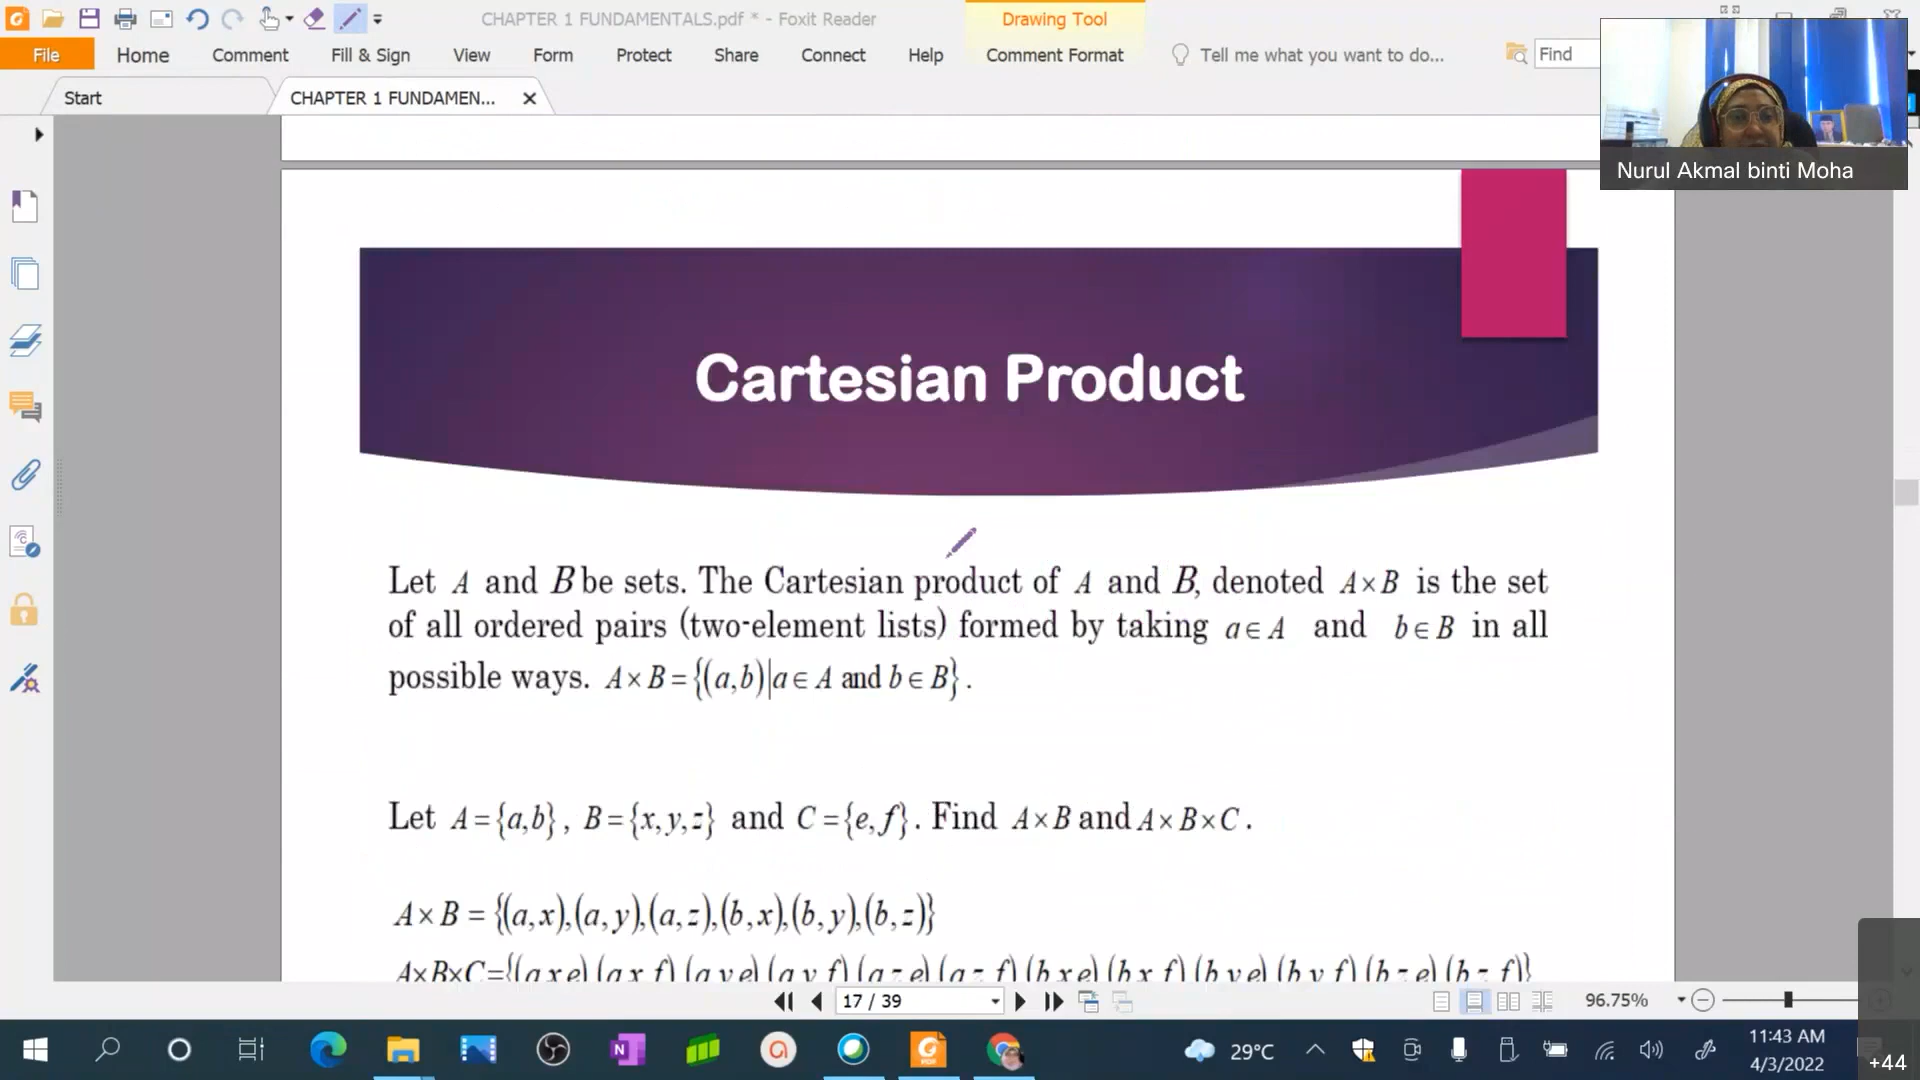 CHAPTER 1 FUNDAMENTALS.pdf * - Foxit Reader
Drawing Tool
File Home Comment Fill & Sign View Form Protect Share Connect Help Comment Format Tell me what you want to do... Find
Start
CHAPTER 1 FUNDAMEN...
Nurul Akmal binti Moha
Cartesian Product
Let A and B be sets. The Cartesian product of A and B, denoted A×B is the set
of all ordered pairs (two-element lists) formed by taking a∈A and b∈B in all
possible ways. A×B={(a,b)|a∈A and b∈B}.
Let A={a,b}, B={x,y,z} and C={e,f}. Find A×B and A×B×C.
A×B = {(a,x),(a,y),(a,z),(b,x),(b,y),(b,z)}
A×B×C={(a,x,e),(a,x,f),(a,y,e),(a,y,f),(a,z,e),(a,z,f),(b,x,e),(b,x,f),(b,y,e),(b,y,f),(b,z,e),(b,z,f)}
17 / 39
96.75%
29°C
11:43 AM
4/3/2022
+44